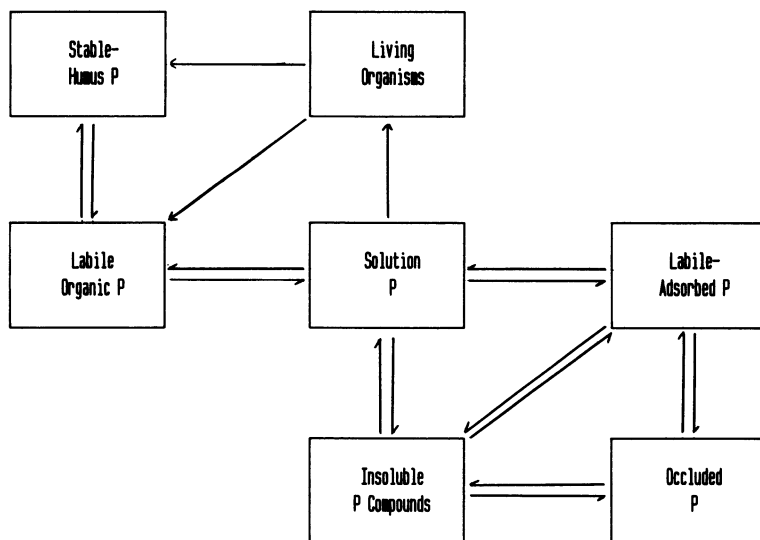 Stable-
Humus P
Living
Organisms
Labile
Organic P
Solution
P
Labile-
Adsorbed P
Insoluble
P Compounds
Occluded
P